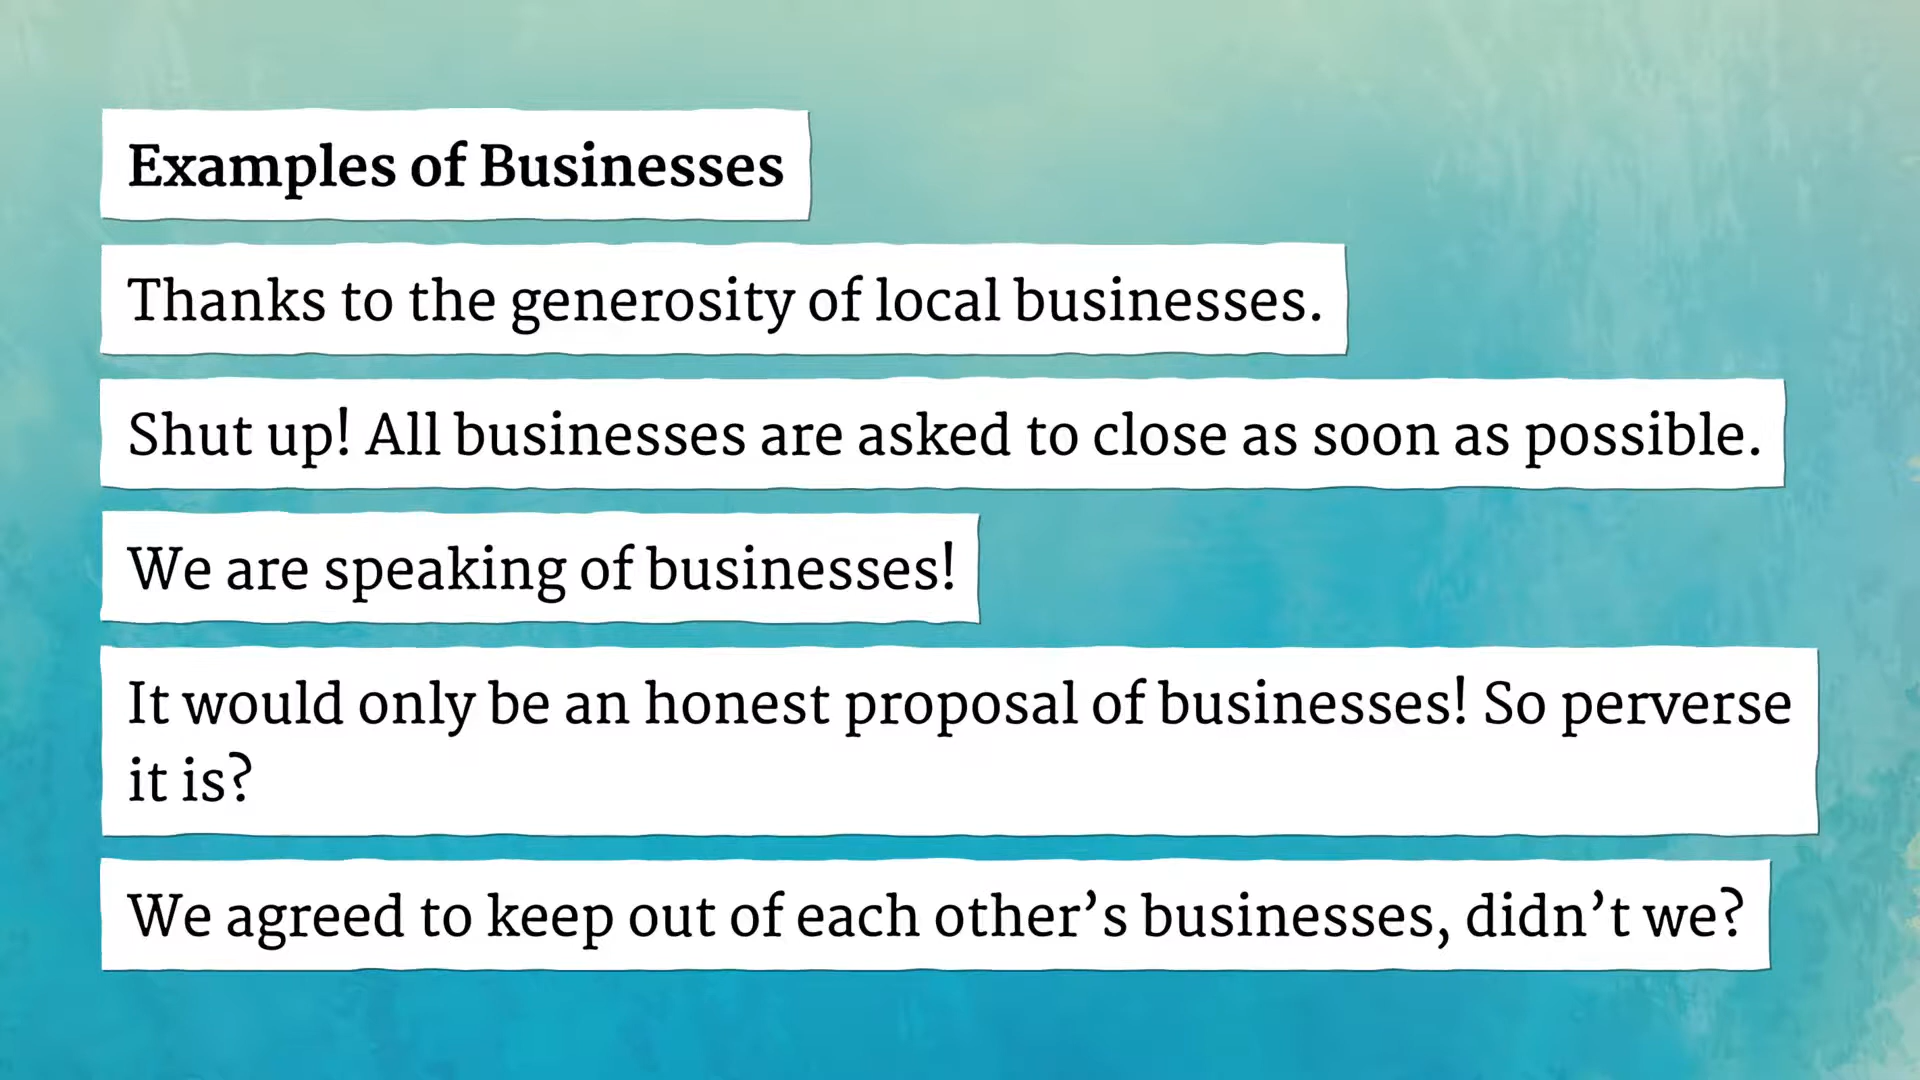 Examples of Businesses
Thanks to the generosity of local businesses.
Shut up! All businesses are asked to close as soon as possible.
We are speaking of businesses!
It would only be an honest proposal of businesses! So perverse
it is?
We agreed to keep out of each other’s businesses, didn’t we?